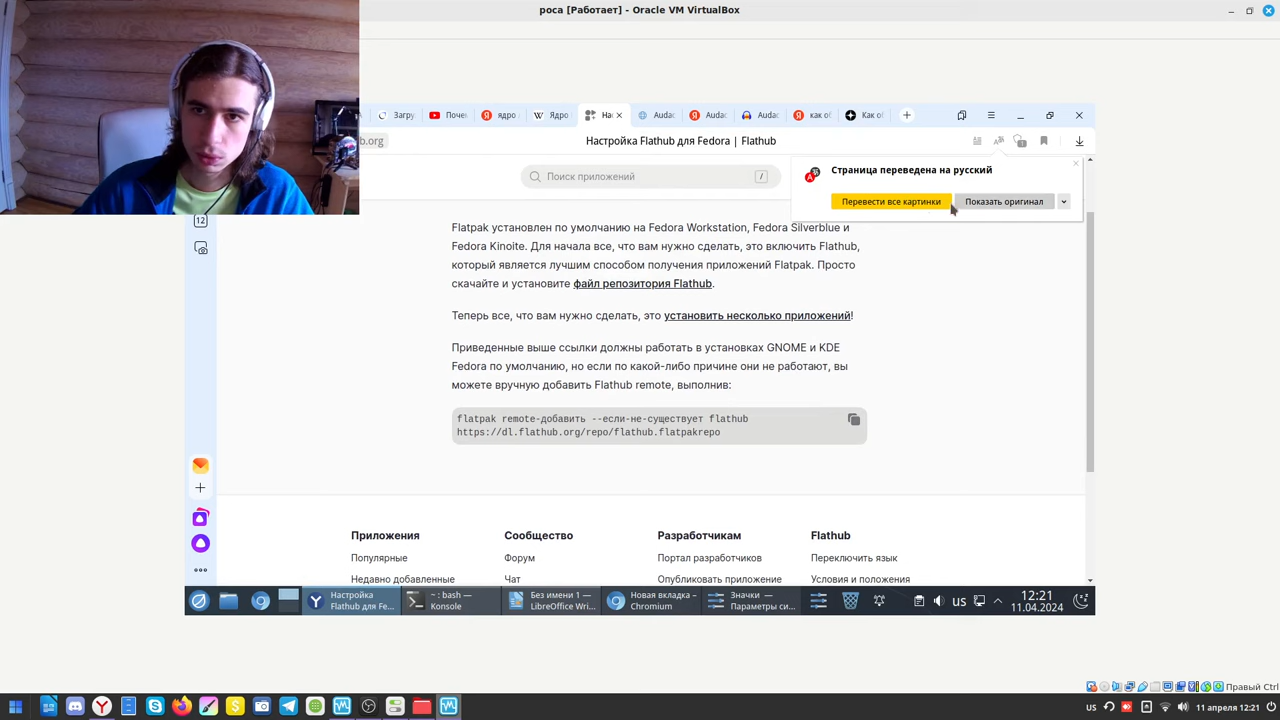 роса [Работает] - Oracle VM VirtualBox
Загру
Почем
ядро
Ядро
На
Audac
Audac
Audac
как об
Как об
b.org
Настройка Flathub для Fedora | Flathub
Поиск приложений
/
Страница переведена на русский
Перевести все картинки
Показать оригинал
12
Flatpak установлен по умолчанию на Fedora Workstation, Fedora Silverblue и
Fedora Kinoite. Для начала все, что вам нужно сделать, это включить Flathub,
который является лучшим способом получения приложений Flatpak. Просто
скачайте и установите файл репозитория Flathub.
Теперь все, что вам нужно сделать, это установить несколько приложений!
Приведенные выше ссылки должны работать в установках GNOME и KDE
Fedora по умолчанию, но если по какой-либо причине они не работают, вы
можете вручную добавить Flathub remote, выполнив:
flatpak remote-добавить --если-не-существует flathub
https://dl.flathub.org/repo/flathub.flatpakrepo
Приложения
Сообщество
Разработчикам
Flathub
Популярные
Форум
Портал разработчиков
Переключить язык
Недавно добавленные
Чат
Опубликовать приложение
Условия и положения
Настройка
Flathub для Fe...
~ : bash —
Konsole
Без имени 1 —
LibreOffice Wri...
Новая вкладка –
Chromium
Значки —
Параметры си...
us
12:21
11.04.2024
Правый Ctrl
us
11 апреля 12:21